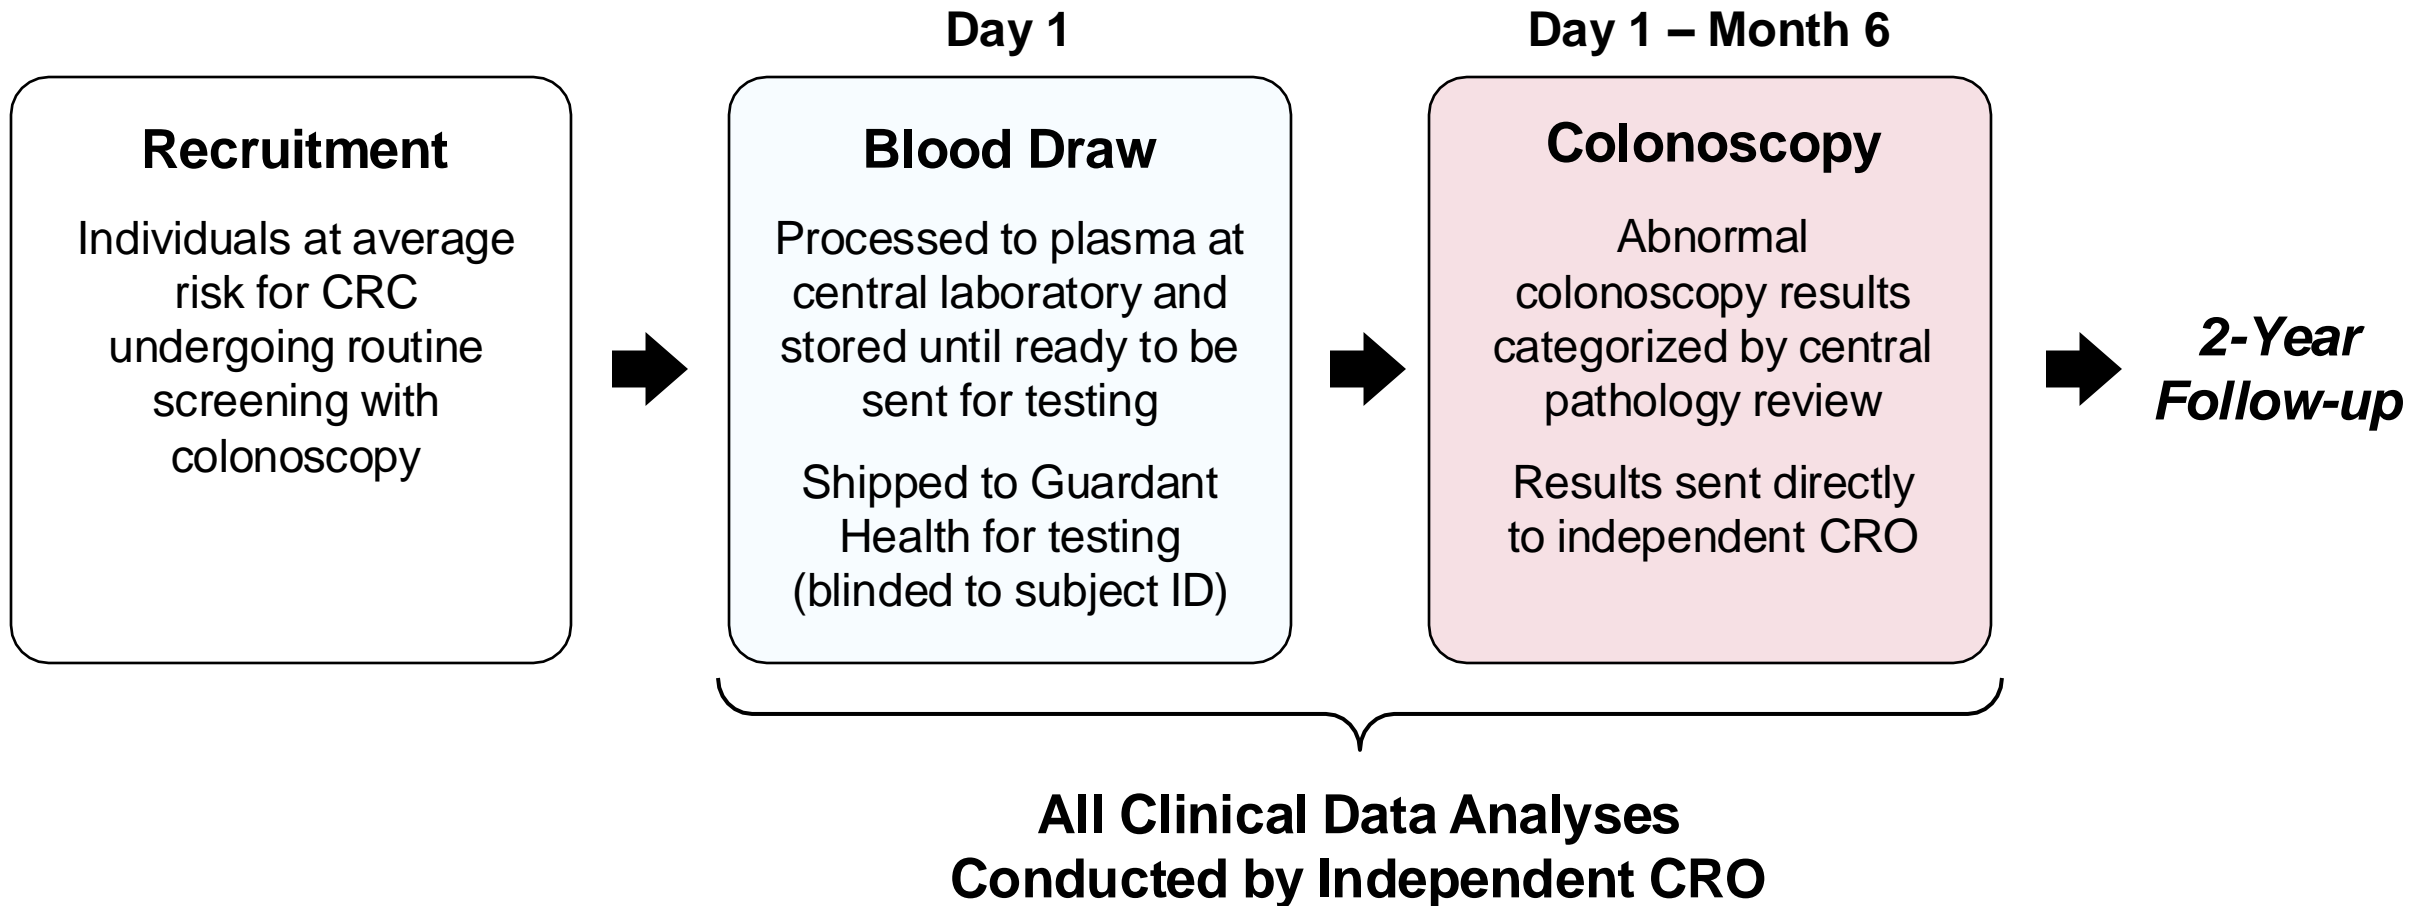 Recruitment
Individuals at average
risk for CRC
undergoing routine
screening with
colonoscopy
Day 1
Blood Draw
Processed to plasma at
central laboratory and
stored until ready to be
sent for testing
Shipped to Guardant
Health for testing
(blinded to subject ID)
Day 1 – Month 6
Colonoscopy
Abnormal
colonoscopy results
categorized by central
pathology review
Results sent directly
to independent CRO
2-Year
Follow-up
All Clinical Data Analyses
Conducted by Independent CRO